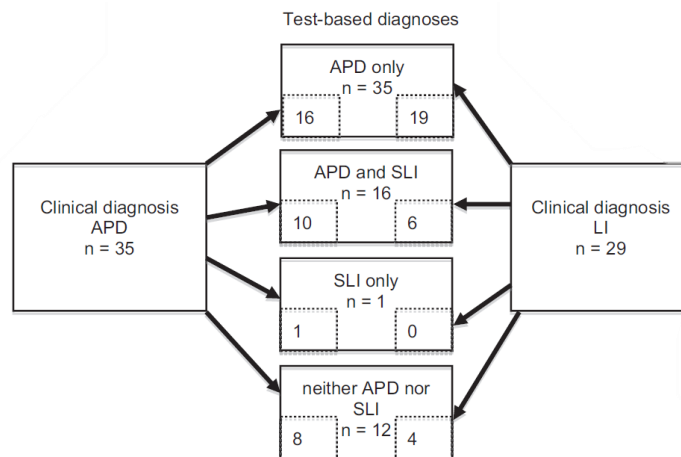 Test-based diagnoses
APD only
n = 35
16
19
APD and SLI
n = 16
10
6
Clinical diagnosis
APD
n = 35
Clinical diagnosis
LI
n = 29
SLI only
n = 1
1
0
neither APD nor
SLI
n = 12
8
4